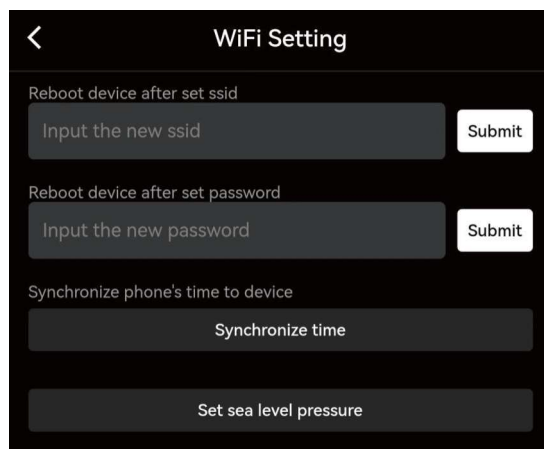 WiFi Setting
Reboot device after set ssid
Input the new ssid
Submit
Reboot device after set password
Input the new password
Submit
Synchronize phone's time to device
Synchronize time
Set sea level pressure